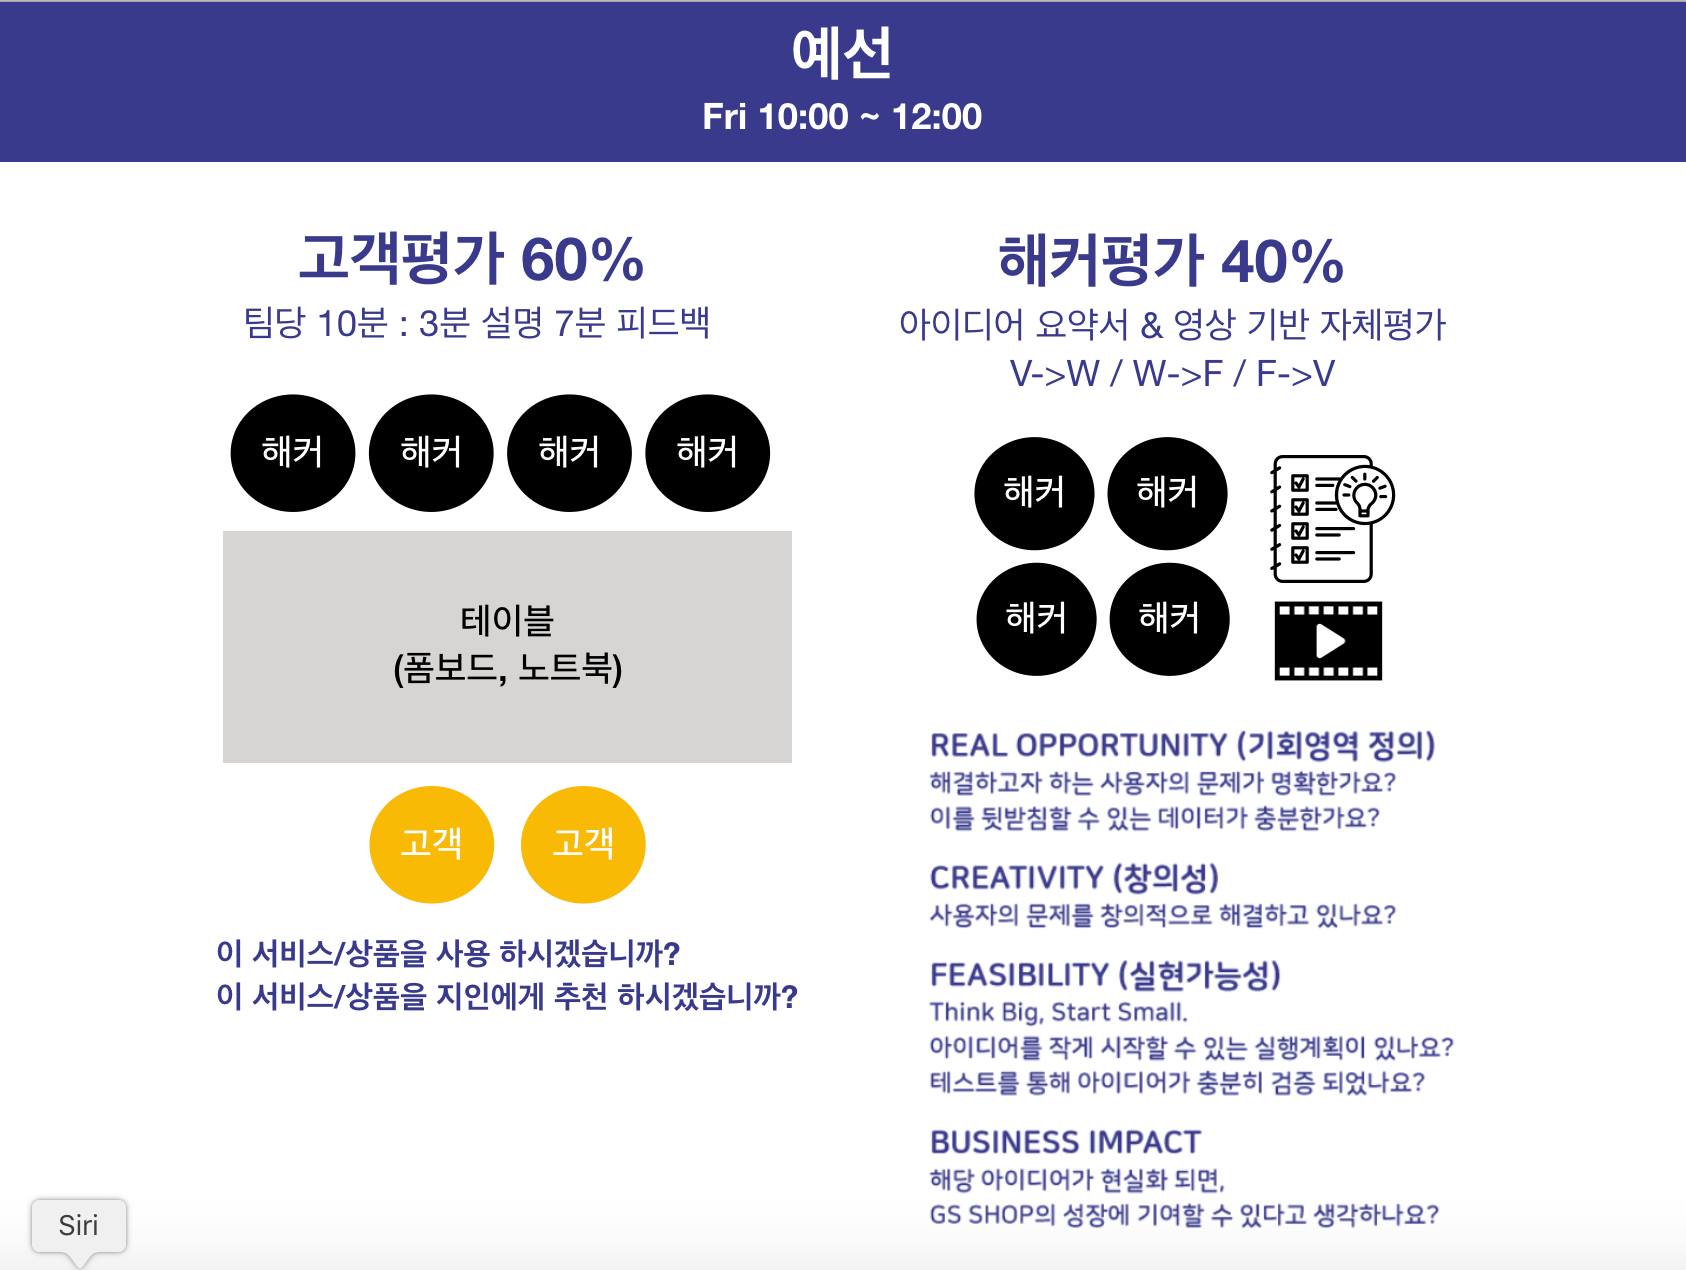 예선
Fri 10:00 ~ 12:00
고객평가 60%
팀당 10분 : 3분 설명 7분 피드백
해커 해커 해커 해커
테이블
(폼보드, 노트북)
고객 고객
이 서비스/상품을 사용 하시겠습니까?
이 서비스/상품을 지인에게 추천 하시겠습니까?
해커평가 40%
아이디어 요약서 & 영상 기반 자체평가
V->W / W->F / F->V
해커 해커
해커 해커
REAL OPPORTUNITY (기회영역 정의)
해결하고자 하는 사용자의 문제가 명확한가요?
이를 뒷받침할 수 있는 데이터가 충분한가요?
CREATIVITY (창의성)
사용자의 문제를 창의적으로 해결하고 있나요?
FEASIBILITY (실현가능성)
Think Big, Start Small.
아이디어를 작게 시작할 수 있는 실행계획이 있나요?
테스트를 통해 아이디어가 충분히 검증 되었나요?
BUSINESS IMPACT
해당 아이디어가 현실화 되면,
GS SHOP의 성장에 기여할 수 있다고 생각하나요?
Siri